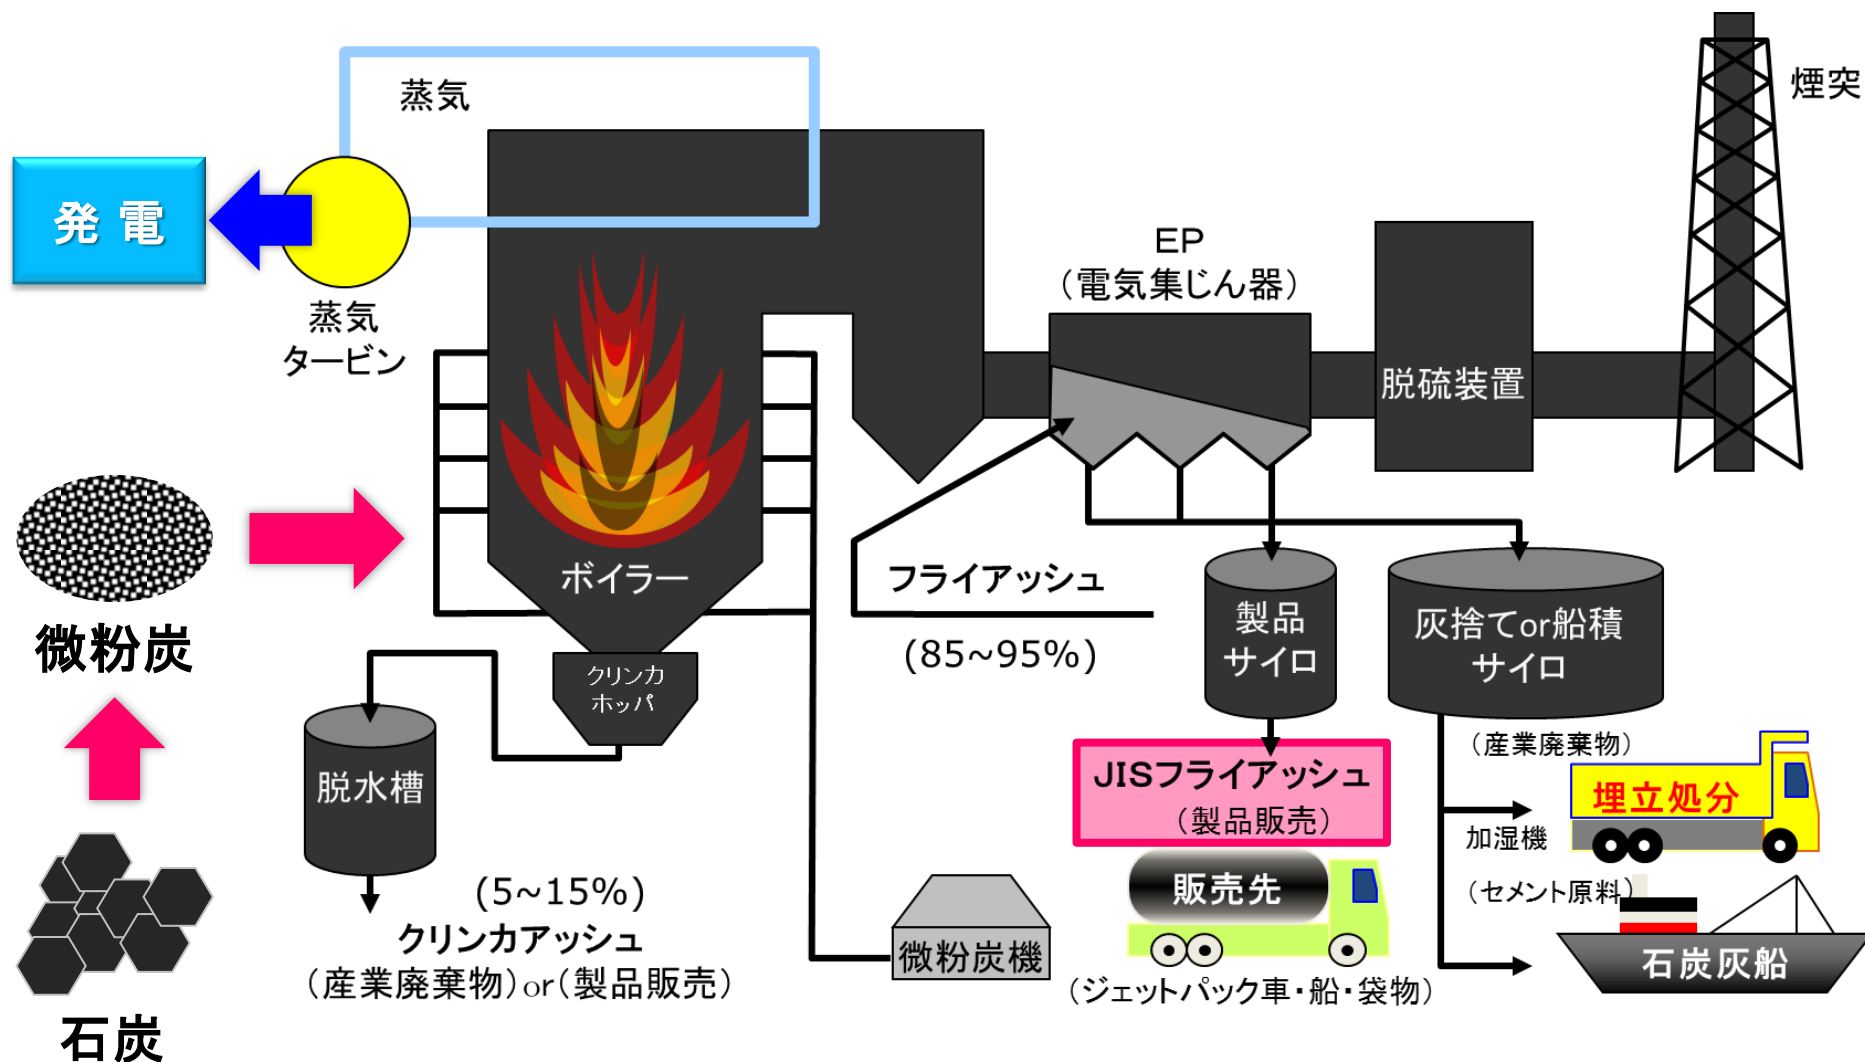 蒸気
煙突
発 電
EP
（電気集じん器）
蒸気
タービン
脱硫装置
ボイラー
フライアッシュ
(85~95%)
微粉炭
クリンカ
ホッパ
製品
サイロ
灰捨てor船積
サイロ
脱水槽
（産業廃棄物）
JISフライアッシュ
（製品販売）
埋立処分
加湿機
(5~15%)
クリンカアッシュ
（産業廃棄物）or（製品販売）
販売先
（セメント原料）
微粉炭機
石炭灰船
（ジェットパック車・船・袋物）
石炭